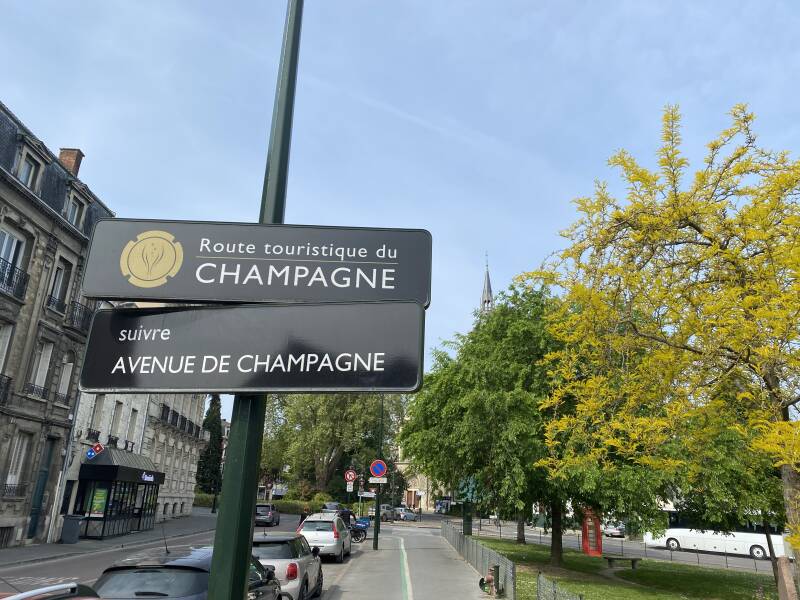 Route touristique du
CHAMPAGNE
suivre
AVENUE DE CHAMPAGNE